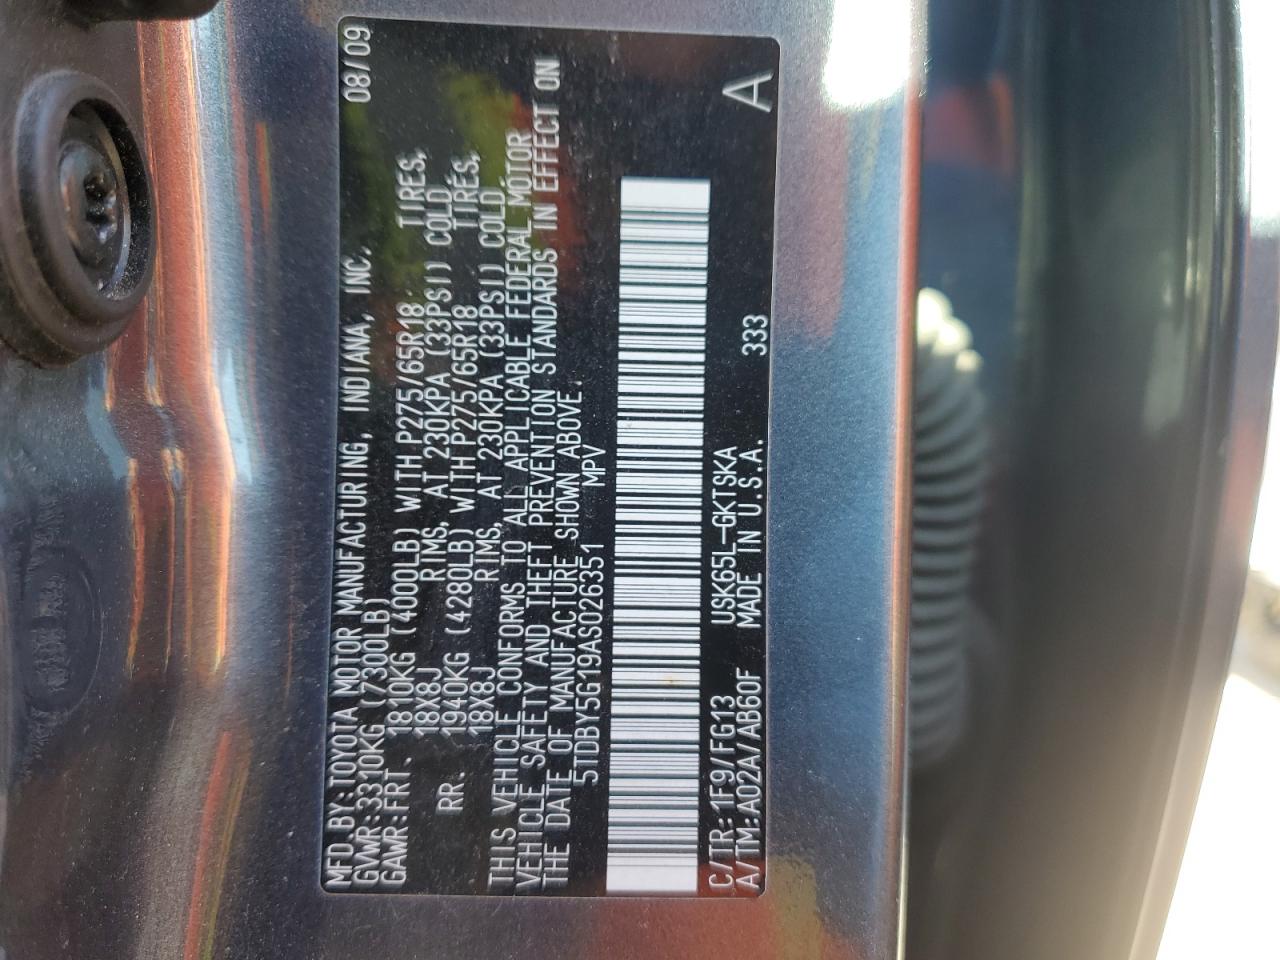 MFD.BY:TOYOTA MOTOR MANUFACTURING, INDIANA, INC. 08/09
GVWR:3310KG (7300LB)
GAWR:FRT. 1810KG (4000LB) WITH P275/65R18 TIRES,
18X8J RIMS, AT 230KPA (33PSI) COLD
RR. 1940KG (4280LB) WITH P275/65R18 TIRES,
18X8J RIMS, AT 230KPA (33PSI) COLD.
THIS VEHICLE CONFORMS TO ALL APPLICABLE FEDERAL MOTOR
VEHICLE SAFETY AND THEFT PREVENTION STANDARDS IN EFFECT ON
THE DATE OF MANUFACTURE SHOWN ABOVE.
5TDBY5G19AS026351 MPV
C/TR: 1F9/FG13 USK65L-GKTSKA
A/TM:A02A/AB60F MADE IN U.S.A. 333 A